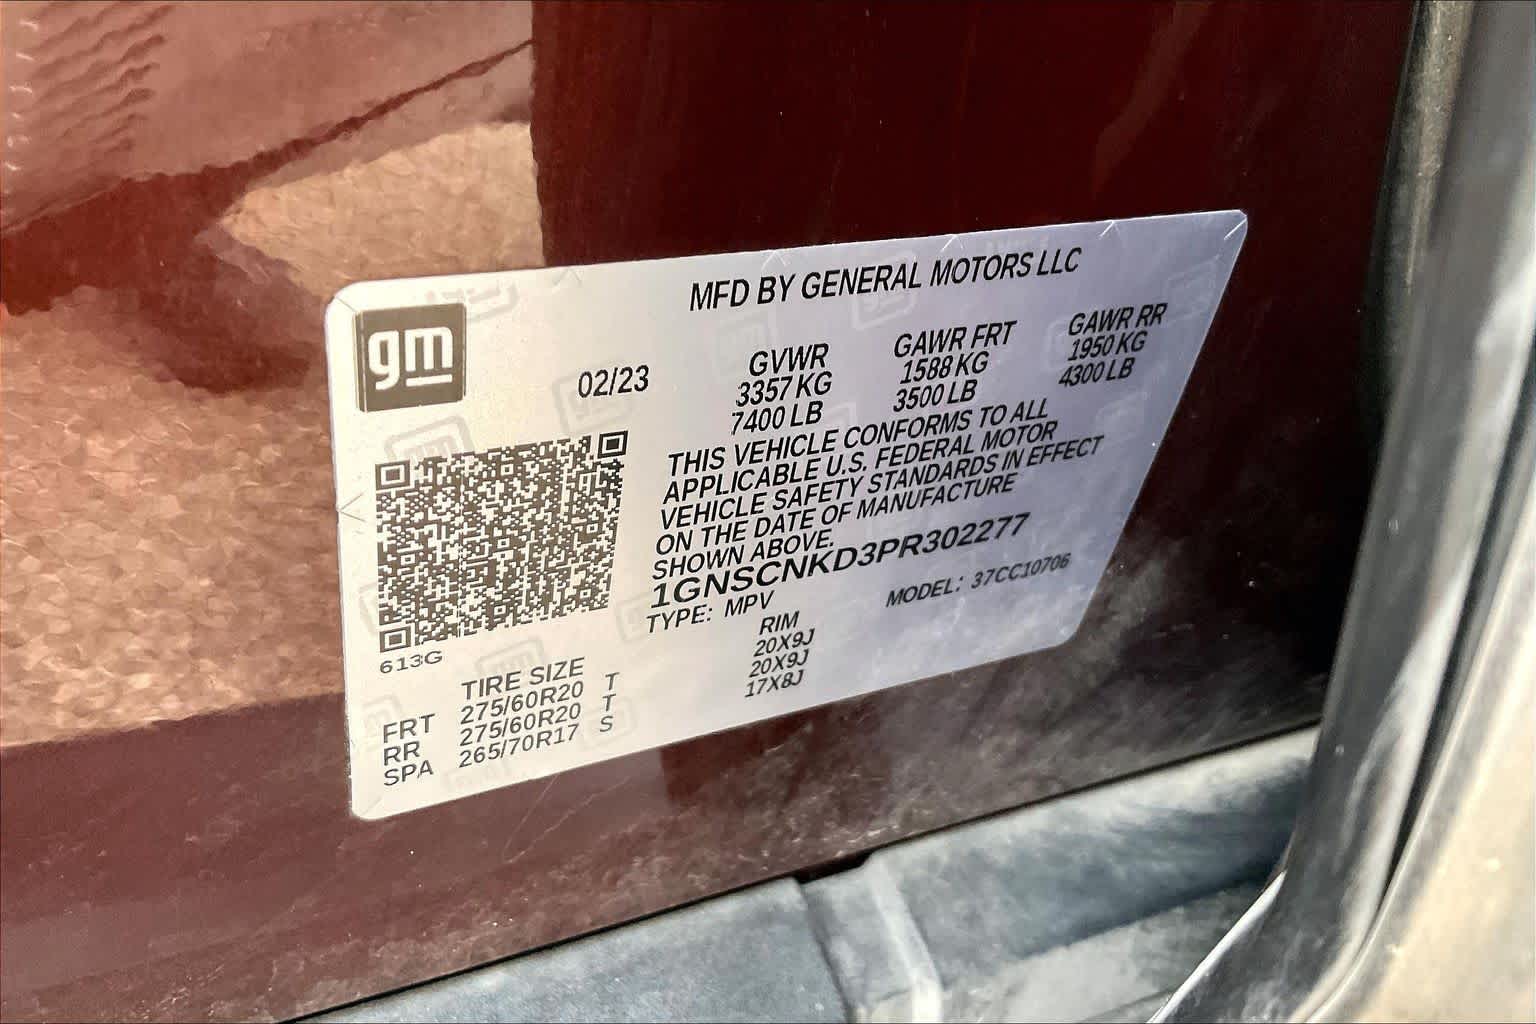 MFD BY GENERAL MOTORS LLC
gm
02/23
GVWR GAWR FRT GAWR RR
3357 KG 1588 KG 1950 KG
7400 LB 3500 LB 4300 LB
THIS VEHICLE CONFORMS TO ALL
APPLICABLE U.S. FEDERAL MOTOR
VEHICLE SAFETY STANDARDS IN EFFECT
ON THE DATE OF MANUFACTURE
SHOWN ABOVE.
1GNSCNKD3PR302277
TYPE: MPV MODEL: 37CC10706
613G
TIRE SIZE RIM
FRT 275/60R20 T 20X9J
RR 275/60R20 T 20X9J
SPA 265/70R17 S 17X8J